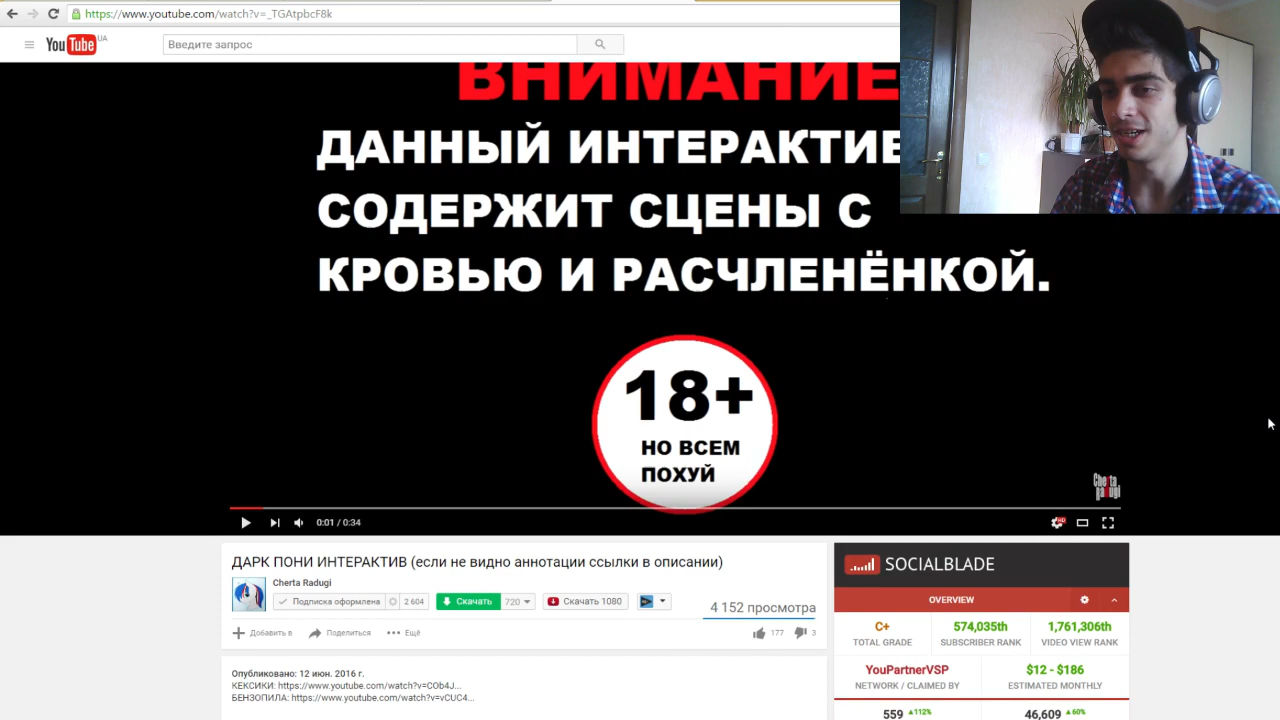 https://www.youtube.com/watch?v=_TGAtpbcF8k
YouTube UA
Введите запрос
ВНИМАНИЕ
ДАННЫЙ ИНТЕРАКТИВ
СОДЕРЖИТ СЦЕНЫ С
КРОВЬЮ И РАСЧЛЕНЁНКОЙ.
18+
НО ВСЕМ
ПОХУЙ
Cherta
radugi
0:01 / 0:34
HD
ДАРК ПОНИ ИНТЕРАКТИВ (если не видно аннотации ссылки в описании)
Cherta Radugi
Подписка оформлена
2 604
Скачать
720
Скачать 1080
4 152 просмотра
Добавить в
Поделиться
Ещё
177
3
Опубликовано: 12 июн. 2016 г.
КЕКСИКИ: https://www.youtube.com/watch?v=COb4J...
БЕНЗОПИЛА: https://www.youtube.com/watch?v=vCUC4...
SOCIALBLADE
OVERVIEW
C+
574,035th
1,761,306th
TOTAL GRADE
SUBSCRIBER RANK
VIDEO VIEW RANK
YouPartnerVSP
$12 - $186
NETWORK / CLAIMED BY
ESTIMATED MONTHLY
559 ▲112%
46,609 ▲60%